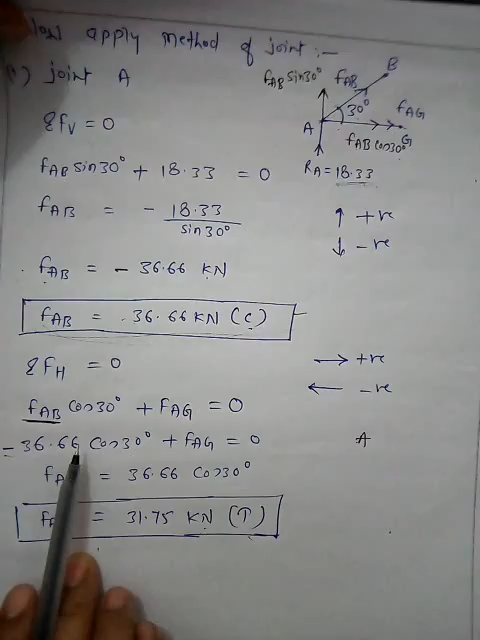 apply method of joint :-
joint A
FAB sin30° FAB B
30° FAG
A FAB cos30° G
RA = 18.33
ΣFV = 0
FAB sin30° + 18.33 = 0
FAB = - 18.33 / sin30°
↑ +ve
↓ -ve
FAB = - 36.66 KN
FAB = 36.66 KN (C)
ΣFH = 0
→ +ve
← -ve
FAB cos30° + FAG = 0
- 36.66 cos30° + FAG = 0 A
= 36.66 cos30°
= 31.75 KN (T)